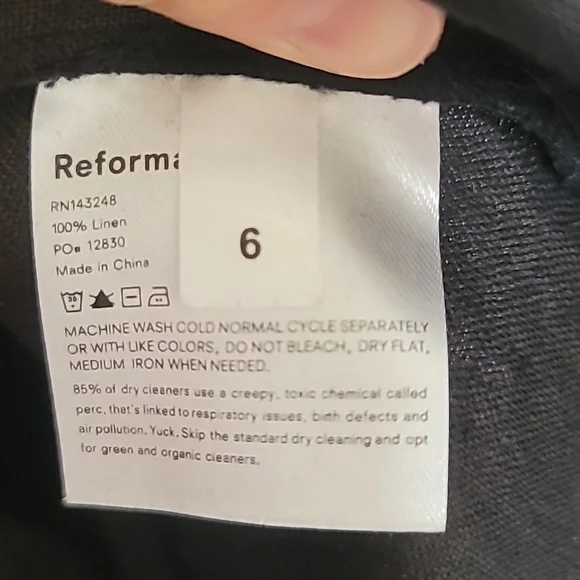 Reforma
6
RN143248
100% Linen
PO# 12830
Made in China
30
MACHINE WASH COLD NORMAL CYCLE SEPARATELY
OR WITH LIKE COLORS, DO NOT BLEACH, DRY FLAT,
MEDIUM IRON WHEN NEEDED.
85% of dry cleaners use a creepy, toxic chemical called
perc, that's linked to respiratory issues, birth defects and
air pollution. Yuck. Skip the standard dry cleaning and opt
for green and organic cleaners.